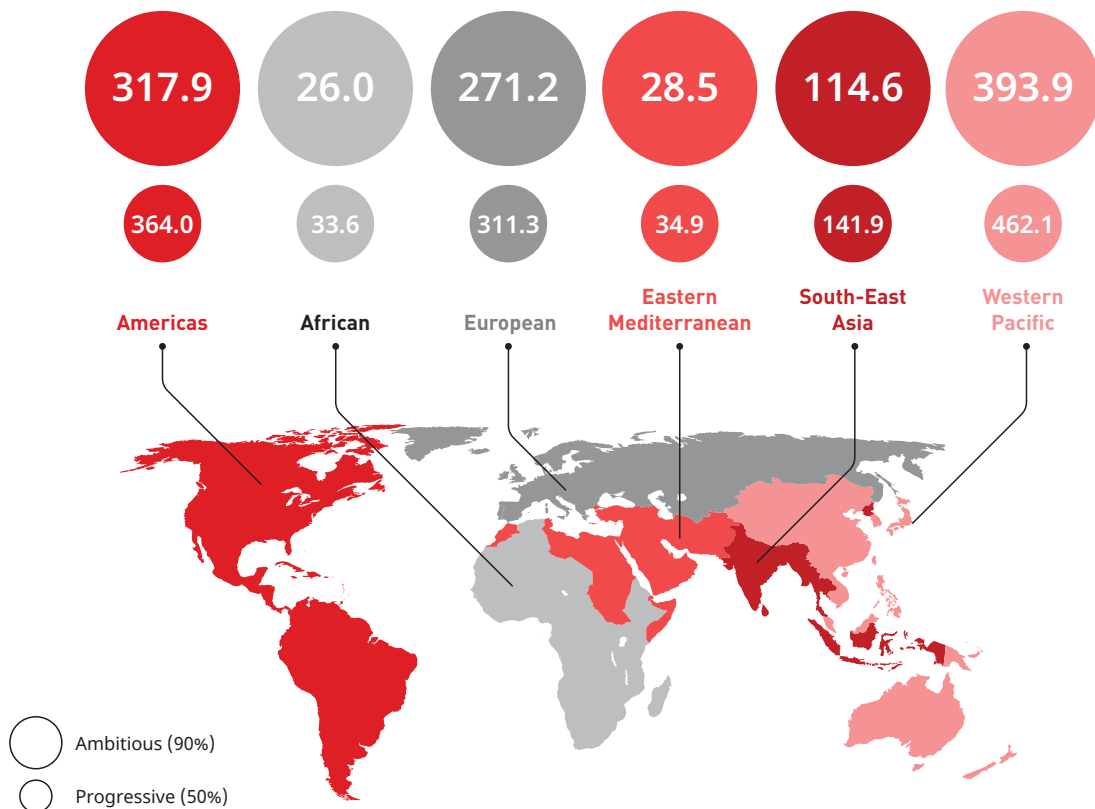 317.9 26.0 271.2 28.5 114.6 393.9
364.0 33.6 311.3 34.9 141.9 462.1
Americas
African
European
Eastern
Mediterranean
South-East
Asia
Western
Pacific
Ambitious (90%)
Progressive (50%)